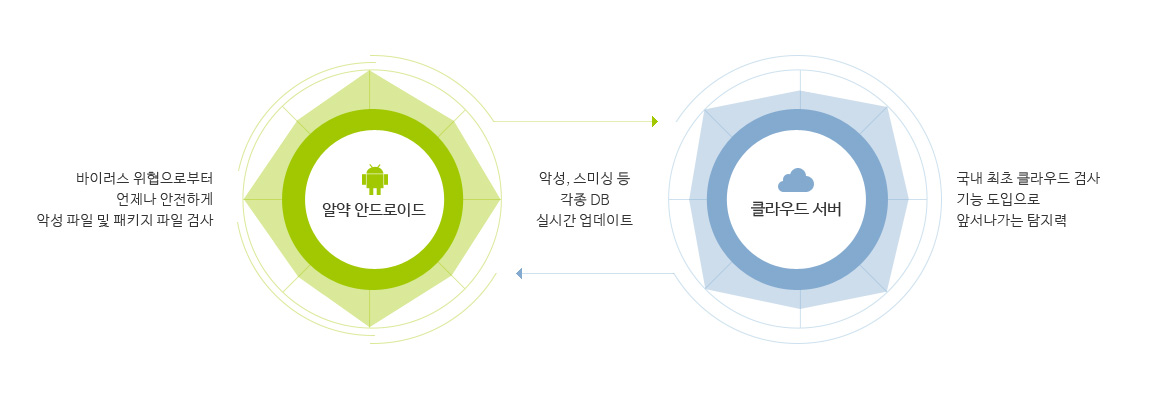 바이러스 위협으로부터
언제나 안전하게
악성 파일 및 패키지 파일 검사
알약 안드로이드
악성, 스미싱 등
각종 DB
실시간 업데이트
클라우드 서버
국내 최초 클라우드 검사
기능 도입으로
앞서나가는 탐지력